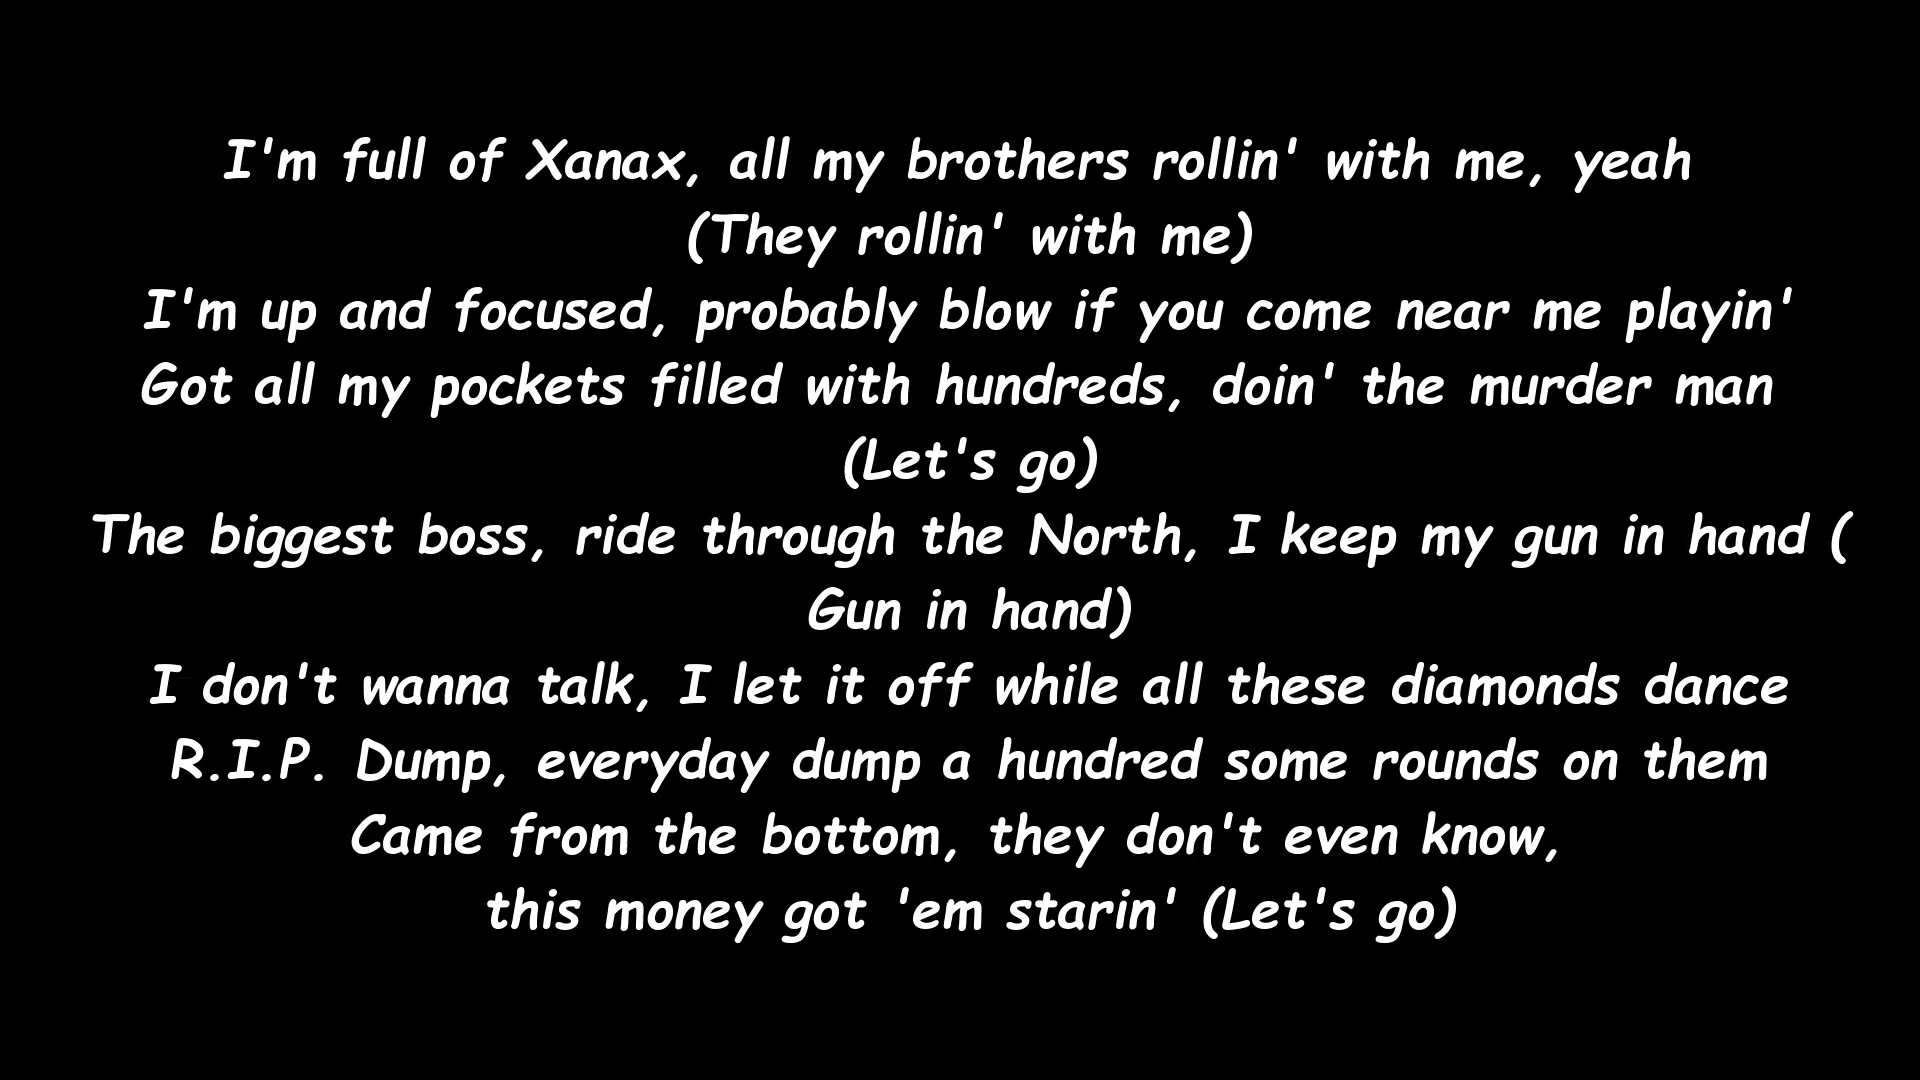 I'm full of Xanax, all my brothers rollin' with me, yeah
(They rollin' with me)
I'm up and focused, probably blow if you come near me playin'
Got all my pockets filled with hundreds, doin' the murder man
(Let's go)
The biggest boss, ride through the North, I keep my gun in hand (
Gun in hand)
I don't wanna talk, I let it off while all these diamonds dance
R.I.P. Dump, everyday dump a hundred some rounds on them
Came from the bottom, they don't even know,
this money got 'em starin' (Let's go)